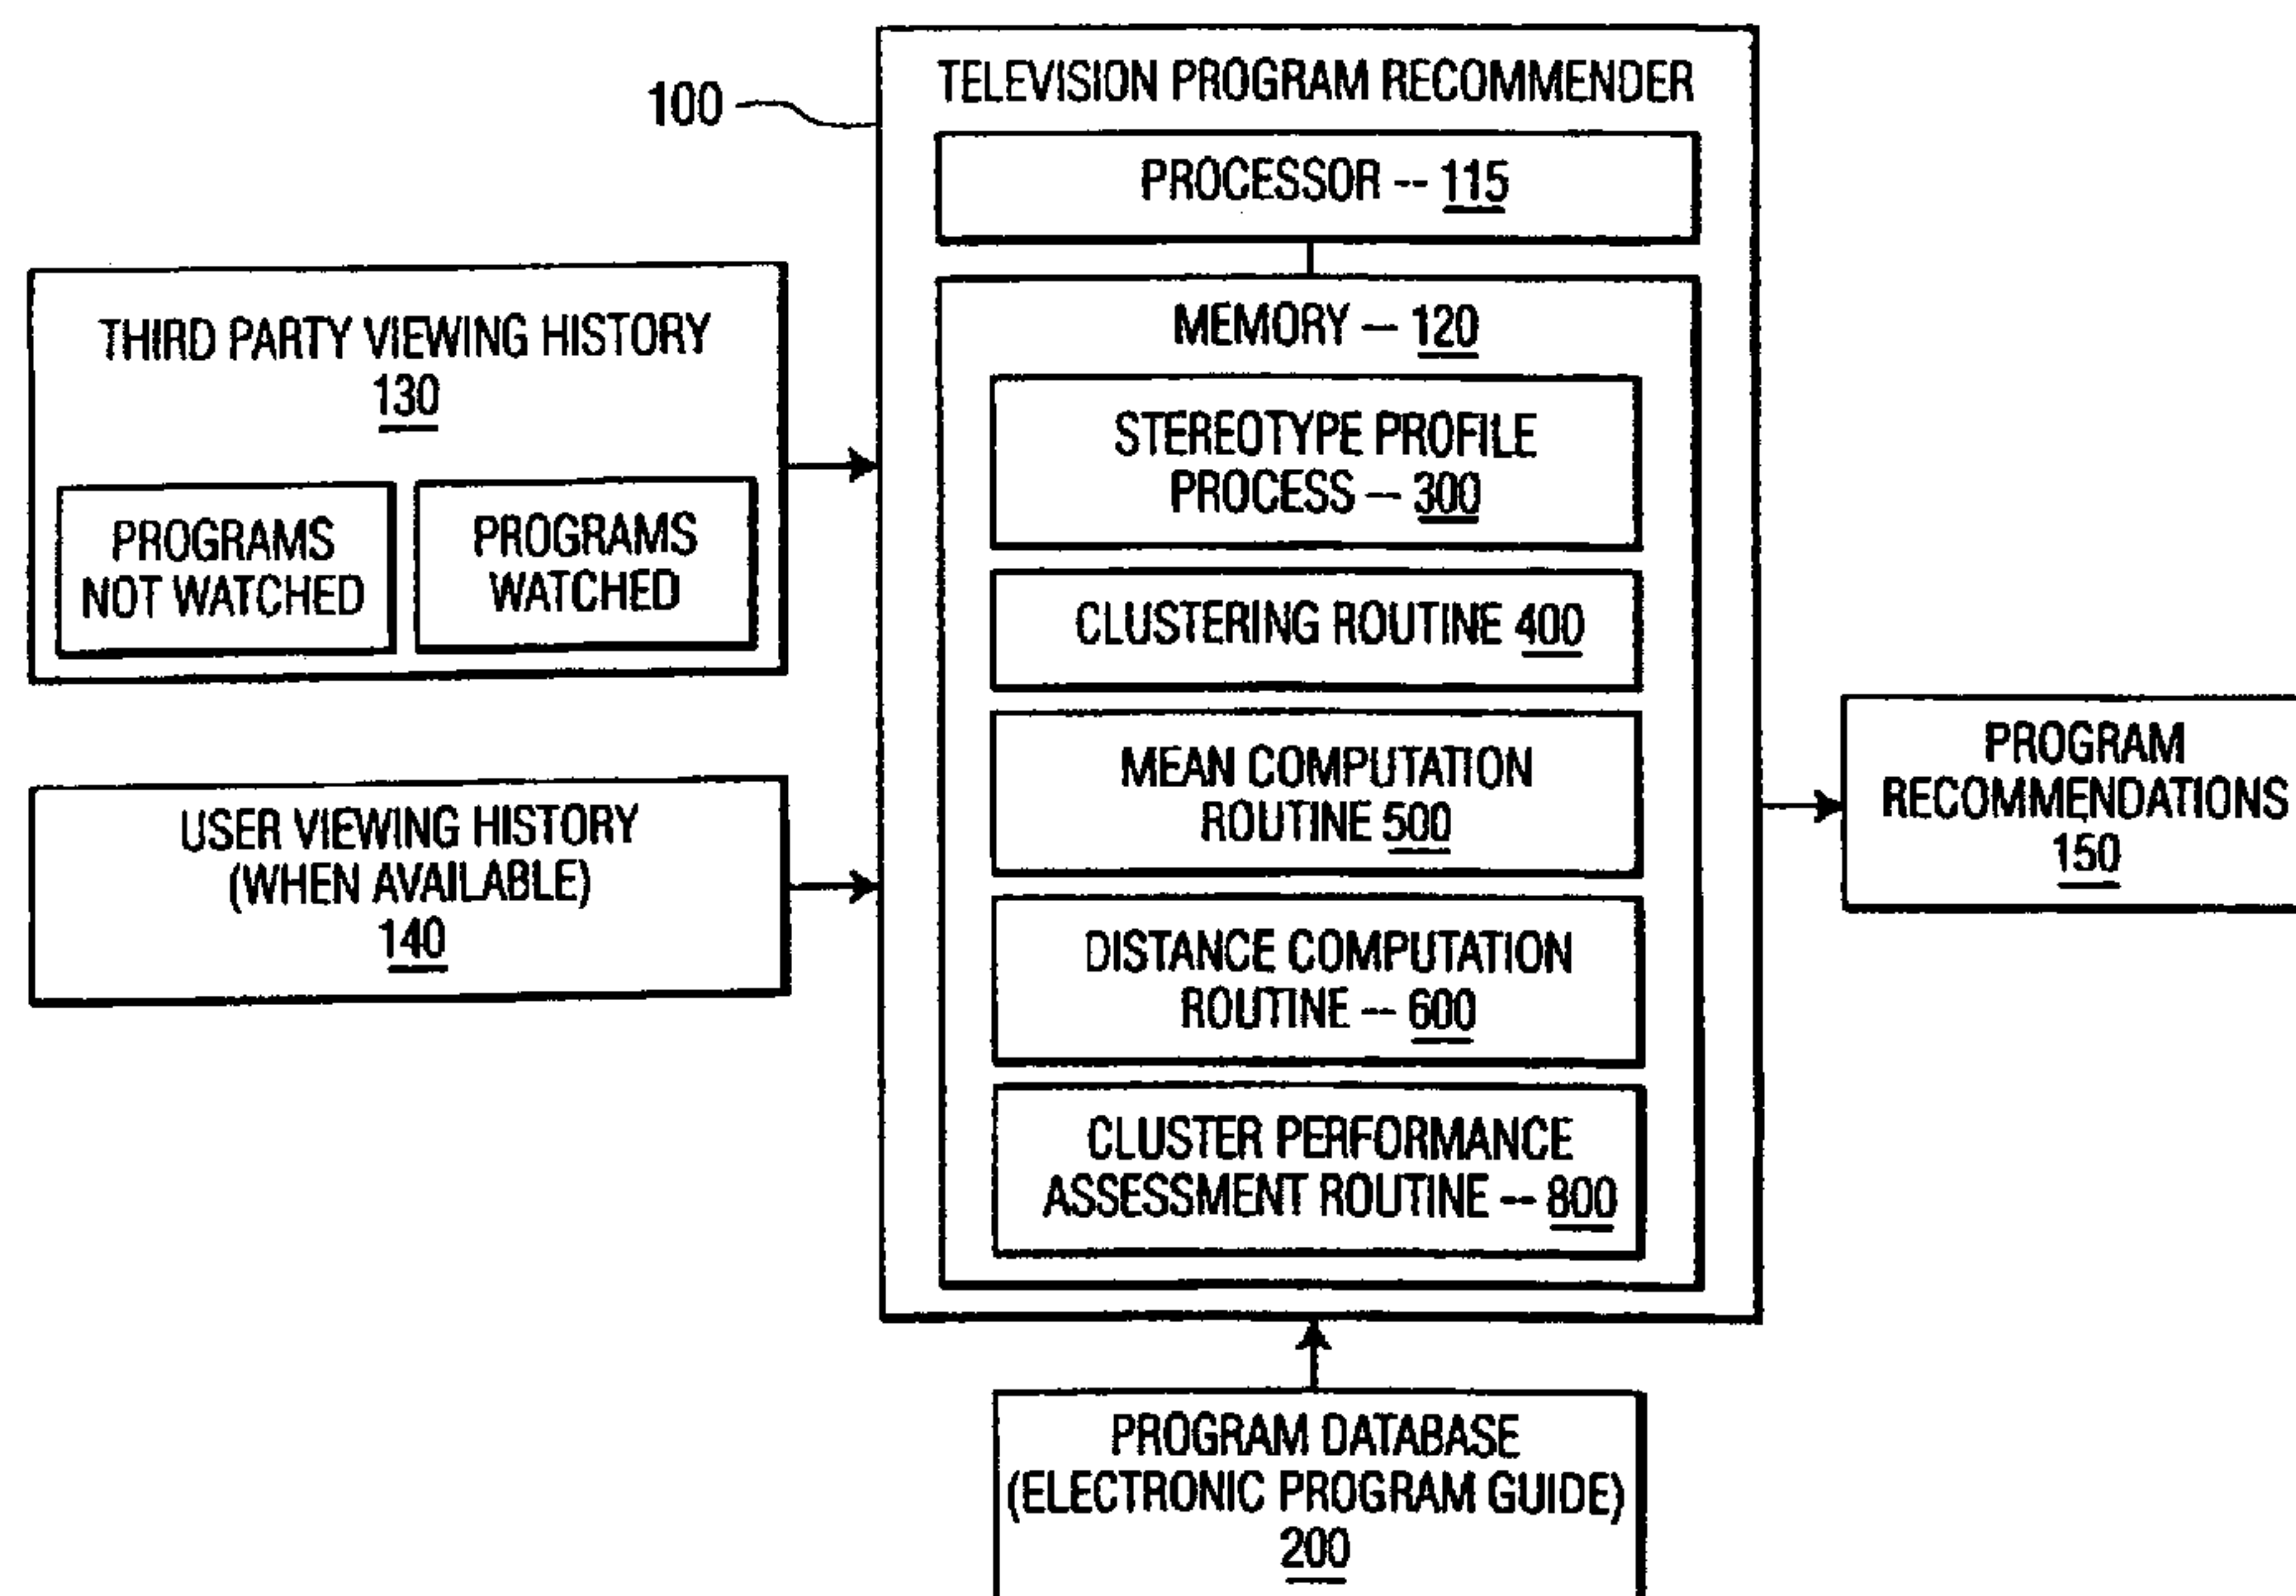 100
TELEVISION PROGRAM RECOMMENDER
PROCESSOR -- 115
MEMORY -- 120
STEREOTYPE PROFILE
PROCESS -- 300
CLUSTERING ROUTINE 400
MEAN COMPUTATION
ROUTINE 500
DISTANCE COMPUTATION
ROUTINE -- 600
CLUSTER PERFORMANCE
ASSESSMENT ROUTINE -- 800
THIRD PARTY VIEWING HISTORY
130
PROGRAMS
NOT WATCHED
PROGRAMS
WATCHED
USER VIEWING HISTORY
(WHEN AVAILABLE)
140
PROGRAM
RECOMMENDATIONS
150
PROGRAM DATABASE
(ELECTRONIC PROGRAM GUIDE)
200